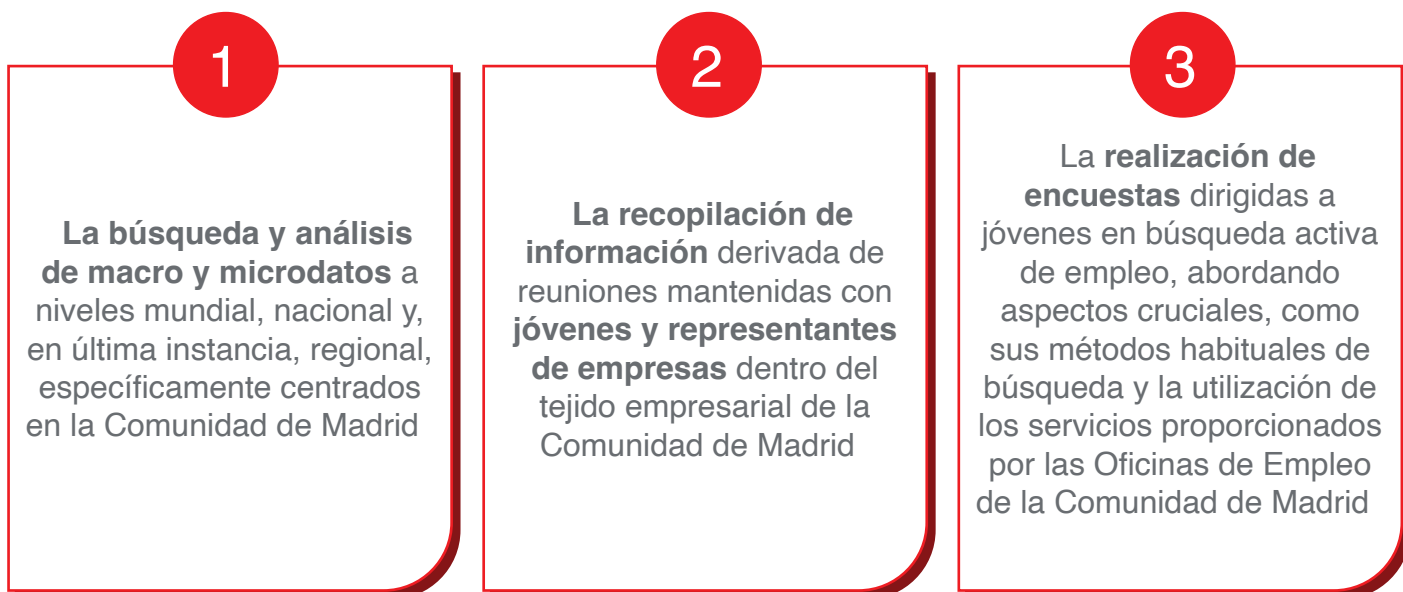 1
La búsqueda y análisis
de macro y microdatos a
niveles mundial, nacional y,
en última instancia, regional,
específicamente centrados
en la Comunidad de Madrid
2
La recopilación de
información derivada de
reuniones mantenidas con
jóvenes y representantes
de empresas dentro del
tejido empresarial de la
Comunidad de Madrid
3
La realización de
encuestas dirigidas a
jóvenes en búsqueda activa
de empleo, abordando
aspectos cruciales, como
sus métodos habituales de
búsqueda y la utilización de
los servicios proporcionados
por las Oficinas de Empleo
de la Comunidad de Madrid